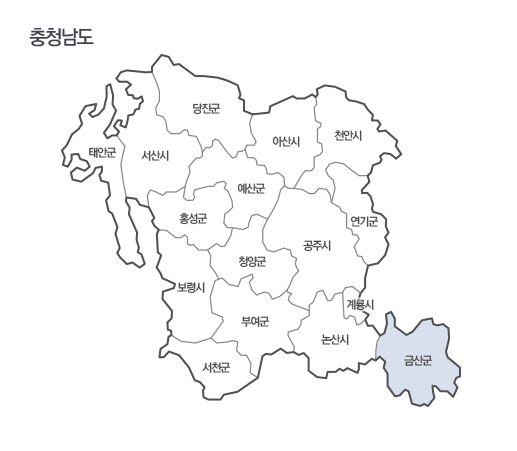 충청남도
당진군
천안시
아산시
태안군
서산시
예산군
홍성군
연기군
공주시
청양군
보령시
계룡시
부여군
논산시
금산군
서천군